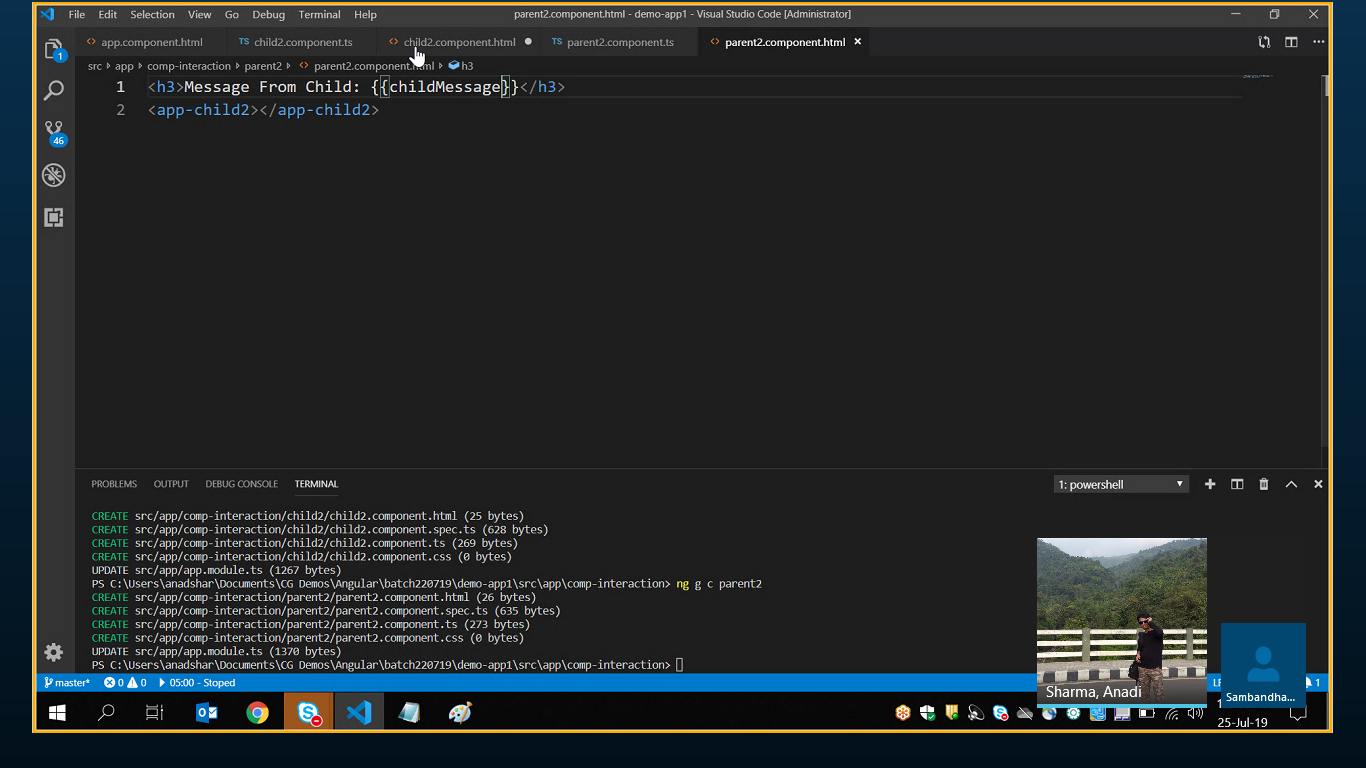 File Edit Selection View Go Debug Terminal Help
parent2.component.html - demo-app1 - Visual Studio Code [Administrator]
app.component.html
TS child2.component.ts
child2.component.html
TS parent2.component.ts
parent2.component.html
src app comp-interaction parent2 parent2.component.html h3
1 <h3>Message From Child: {{childMessage}}</h3>
2 <app-child2></app-child2>
1
46
PROBLEMS OUTPUT DEBUG CONSOLE TERMINAL
1: powershell
CREATE src/app/comp-interaction/child2/child2.component.html (25 bytes)
CREATE src/app/comp-interaction/child2/child2.component.spec.ts (628 bytes)
CREATE src/app/comp-interaction/child2/child2.component.ts (269 bytes)
CREATE src/app/comp-interaction/child2/child2.component.css (0 bytes)
UPDATE src/app/app.module.ts (1267 bytes)
PS C:\Users\anadshar\Documents\CG Demos\Angular\batch220719\demo-app1\src\app\comp-interaction> ng g c parent2
CREATE src/app/comp-interaction/parent2/parent2.component.html (26 bytes)
CREATE src/app/comp-interaction/parent2/parent2.component.spec.ts (635 bytes)
CREATE src/app/comp-interaction/parent2/parent2.component.ts (273 bytes)
CREATE src/app/comp-interaction/parent2/parent2.component.css (0 bytes)
UPDATE src/app/app.module.ts (1370 bytes)
PS C:\Users\anadshar\Documents\CG Demos\Angular\batch220719\demo-app1\src\app\comp-interaction>
master* 0 0 05:00 - Stoped
1
Sharma, Anadi
Sambandha...
25-Jul-19